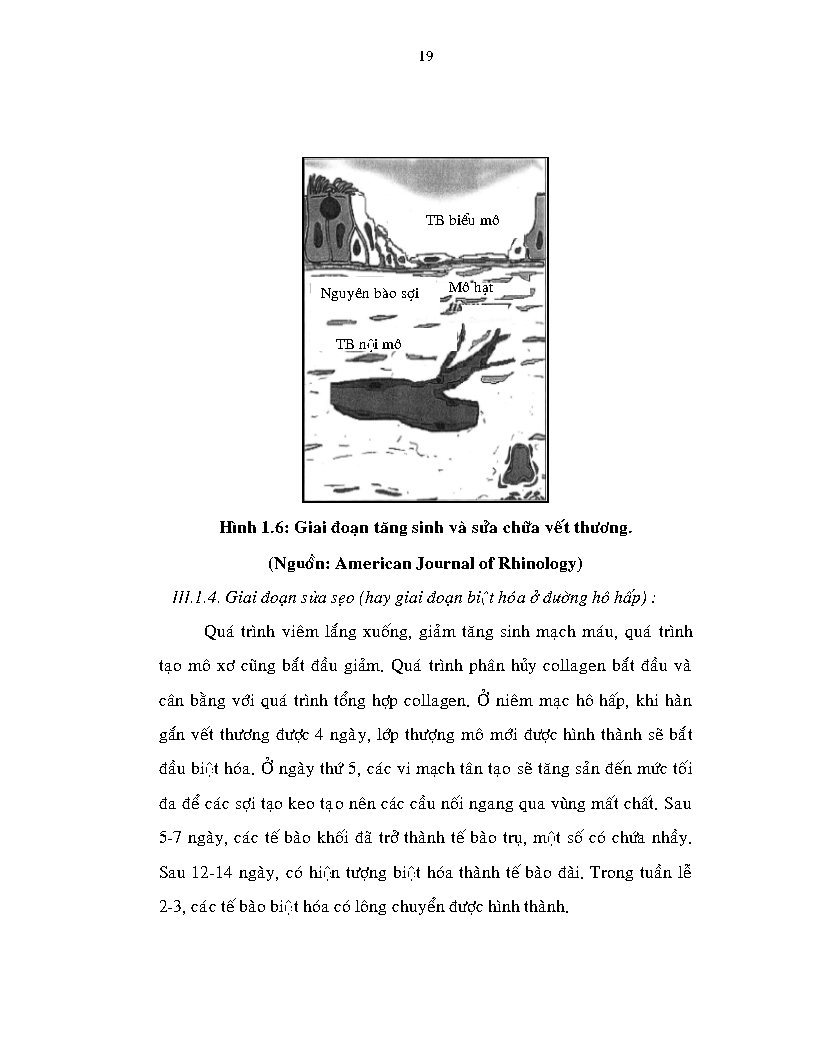 19
TB biểu mô
Nguyên bào sợi
Mô hạt
TB nội mô
Hình 1.6: Giai đoạn tăng sinh và sửa chữa vết thương.
(Nguồn: American Journal of Rhinology)
III.1.4. Giai đoạn sửa sẹo (hay giai đoạn biệt hóa ở đường hô hấp) :
Quá trình viêm lắng xuống, giảm tăng sinh mạch máu, quá trình
tạo mô xơ cũng bắt đầu giảm. Quá trình phân hủy collagen bắt đầu và
cân bằng với quá trình tổng hợp collagen. Ở niêm mạc hô hấp, khi hàn
gắn vết thương được 4 ngày, lớp thượng mô mới được hình thành sẽ bắt
đầu biệt hóa. Ở ngày thứ 5, các vi mạch tân tạo sẽ tăng sản đến mức tối
đa để các sợi tạo keo tạo nên các cầu nối ngang qua vùng mất chất. Sau
5-7 ngày, các tế bào khối đã trở thành tế bào trụ, một số có chứa nhầy.
Sau 12-14 ngày, có hiện tượng biệt hóa thành tế bào đài. Trong tuần lễ
2-3, các tế bào biệt hóa có lông chuyển được hình thành.